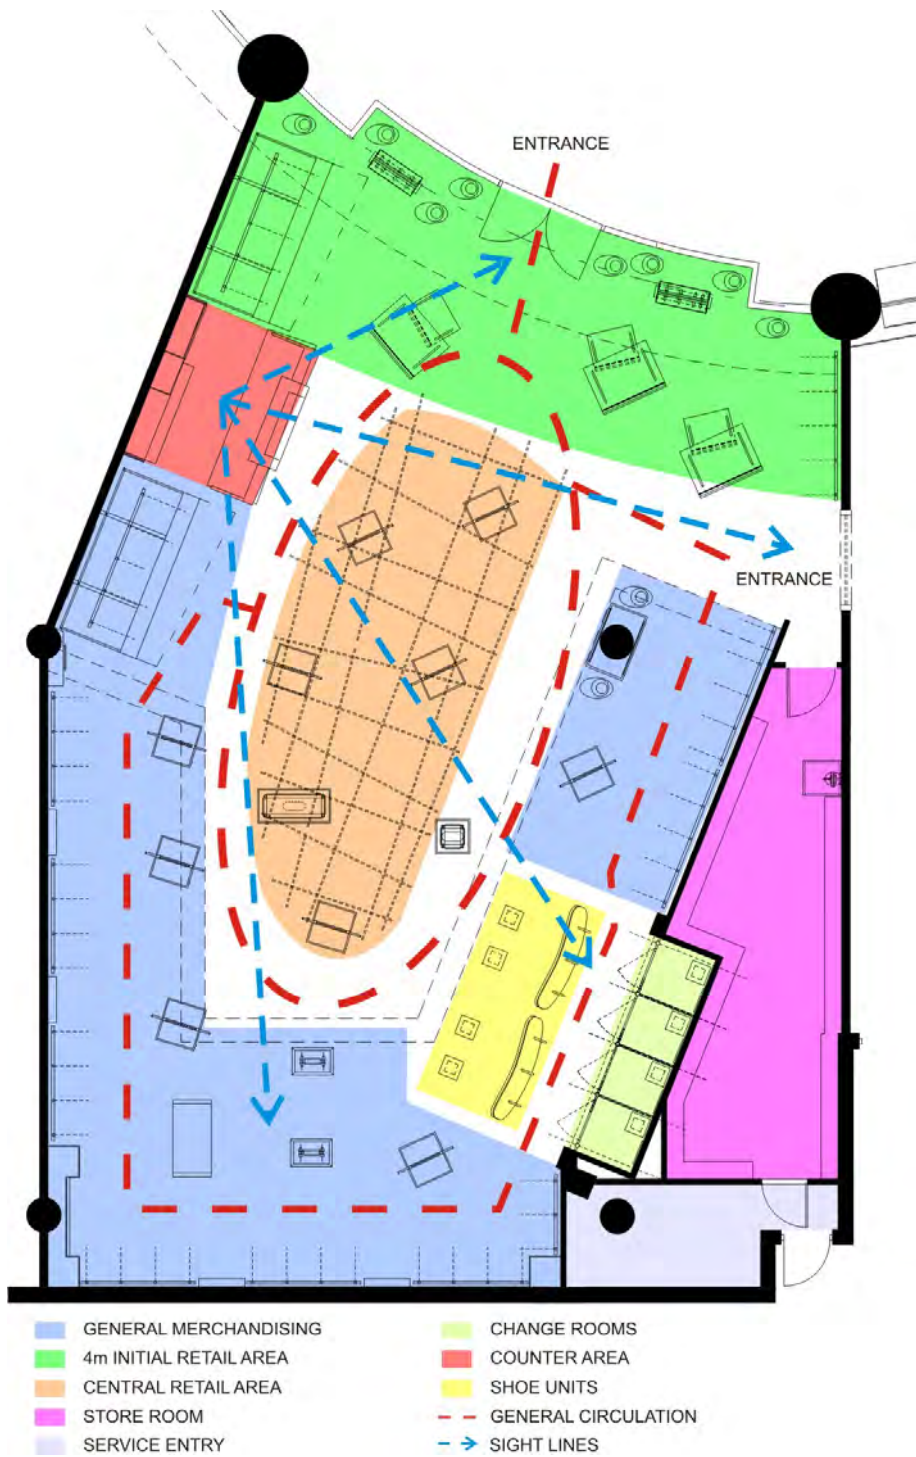 ENTRANCE
ENTRANCE
GENERAL MERCHANDISING
4m INITIAL RETAIL AREA
CENTRAL RETAIL AREA
STORE ROOM
SERVICE ENTRY
CHANGE ROOMS
COUNTER AREA
SHOE UNITS
GENERAL CIRCULATION
SIGHT LINES